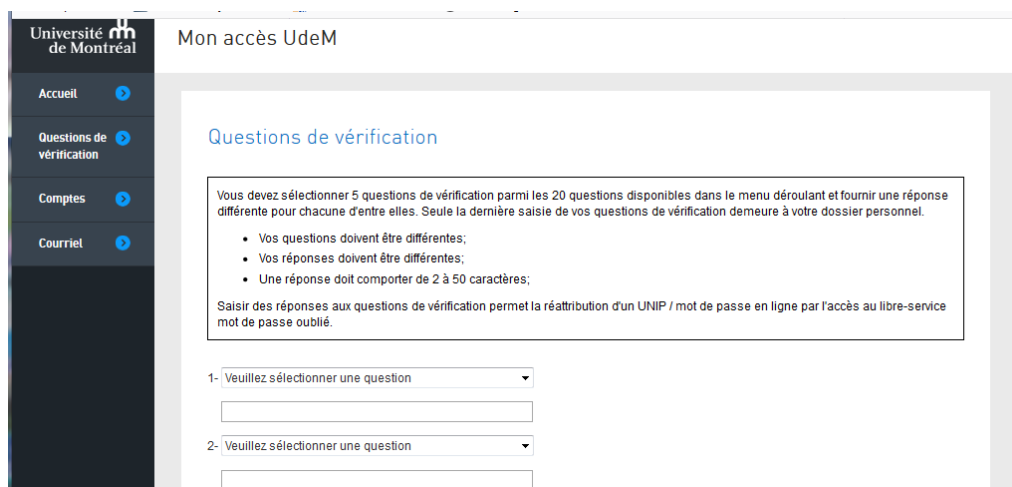 Université
de Montréal
Mon accès UdeM
Accueil
Questions de
vérification
Comptes
Courriel
Questions de vérification
Vous devez sélectionner 5 questions de vérification parmi les 20 questions disponibles dans le menu déroulant et fournir une réponse
différente pour chacune d'entre elles. Seule la dernière saisie de vos questions de vérification demeure à votre dossier personnel.
• Vos questions doivent être différentes;
• Vos réponses doivent être différentes;
• Une réponse doit comporter de 2 à 50 caractères;
Saisir des réponses aux questions de vérification permet la réattribution d'un UNIP / mot de passe en ligne par l'accès au libre-service
mot de passe oublié.
1- Veuillez sélectionner une question
2- Veuillez sélectionner une question